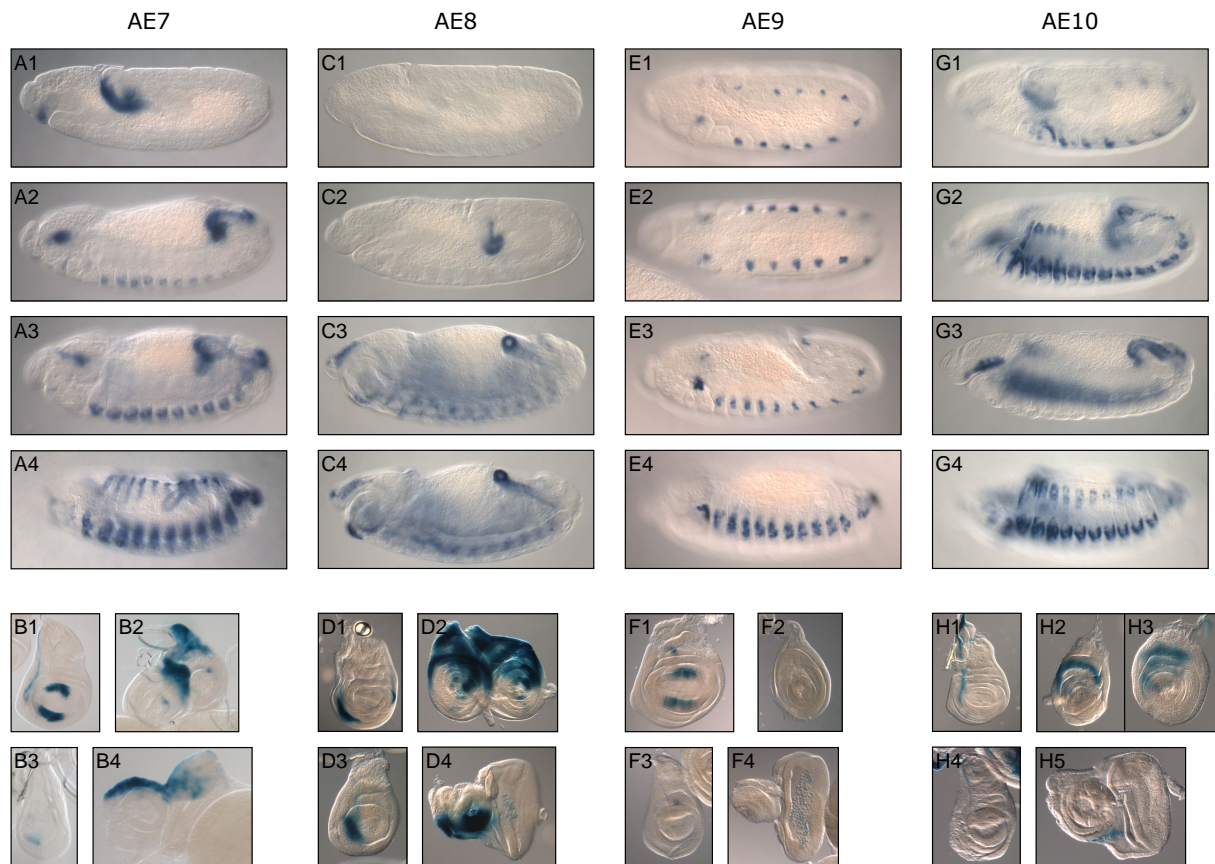 AE7 AE8 AE9 AE10
A1 C1 E1 G1
A2 C2 E2 G2
A3 C3 E3 G3
A4 C4 E4 G4
B1 B2 D1 D2 F1 F2 H1 H2 H3
B3 B4 D3 D4 F3 F4 H4 H5